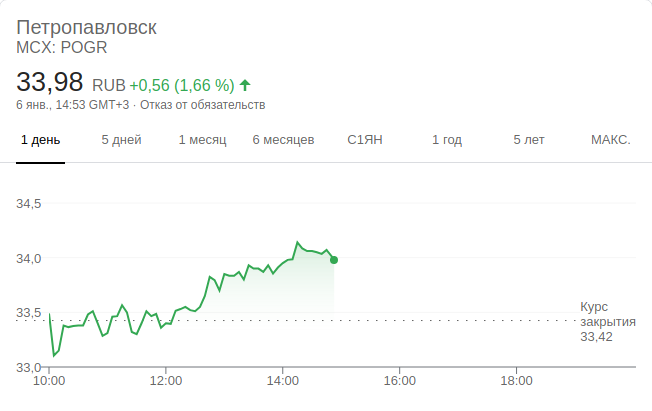 Петропавловск
MCX: POGR
33,98 RUB +0,56 (1,66 %)
6 янв., 14:53 GMT+3 · Отказ от обязательств
1 день 5 дней 1 месяц 6 месяцев С1ЯН 1 год 5 лет МАКС.
34,5
34,0
33,5
33,0
Курс
закрытия
33,42
10:00 12:00 14:00 16:00 18:00